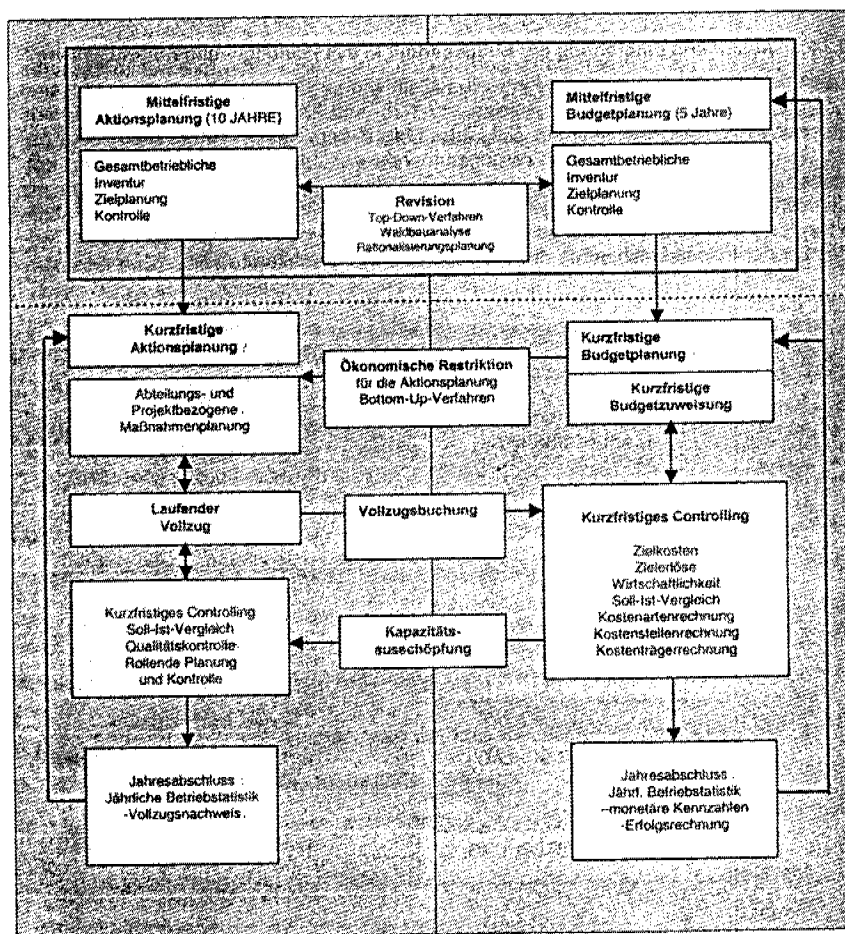 Mittelfristige
Aktionsplanung (10 JAHRE)
Gesamtbetriebliche
Inventur
Zielplanung
Kontrolle
Revision
Top-Down-Verfahren
Waldbauanalyse
Rationalisierungsplanung
Mittelfristige
Budgetplanung (5 Jahre)
Gesamtbetriebliche
Inventur
Zielplanung
Kontrolle
Kurzfristige
Aktionsplanung
Abteilungs- und
Projektbezogene
Maßnahmenplanung
Ökonomische Restriktion
für die Aktionsplanung
Bottom-Up-Verfahren
Kurzfristige
Budgetplanung
Kurzfristige
Budgetzuweisung
Laufender
Vollzug
Vollzugsbuchung
Kurzfristiges Controlling
Zielkosten
Zielerlöse
Wirtschaftlichkeit
Soll-Ist-Vergleich
Kostenartenrechnung
Kostenstellenrechnung
Kostenträgerrechnung
Kurzfristiges Controlling
Soll-Ist-Vergleich
Qualitätskontrolle
Rollende Planung
und Kontrolle
Kapazitäts-
ausschöpfung
Jahresabschluss
Jährliche Betriebstatistik
-Vollzugsnachweis
Jahresabschluss
Jährl. Betriebstatistik
-monetäre Kennzahlen
-Erfolgsrechnung